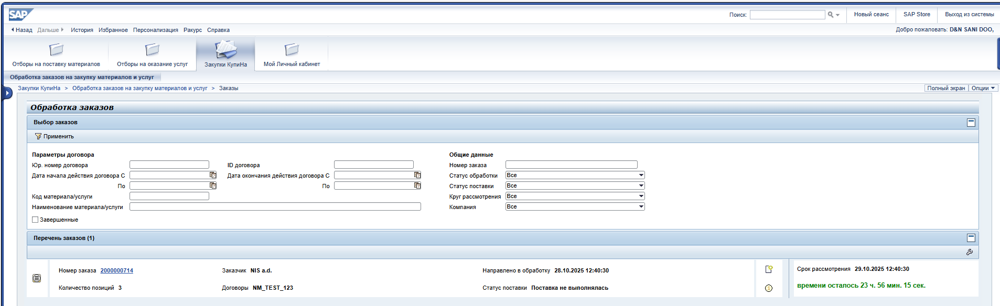 SAP
Поиск:
Новый сеанс
SAP Store
Выход из системы
Назад Дальше История Избранное Персонализация Ракурс Справка
Добро пожаловать: D&N SANI DOO,
Отборы на поставку материалов
Отборы на оказание услуг
Закупки КупиНа
Мой Личный кабинет
Обработка заказов на закупку материалов и услуг
Закупки КупиНа > Обработка заказов на закупку материалов и услуг > Заказы
Полный экран
Опции
Обработка заказов
Выбор заказов
Применить
Параметры договора
Общие данные
Юр. номер договора
ID договора
Номер заказа
Дата начала действия договора С
Дата окончания действия договора С
Статус обработки Все
По
По
Статус поставки Все
Код материала/услуги
Круг рассмотрения Все
Наименование материала/услуги
Компания Все
Завершенные
Перечень заказов (1)
Номер заказа 2000000714
Заказчик NIS a.d.
Направлено в обработку 28.10.2025 12:40:30
Срок рассмотрения 29.10.2025 12:40:30
Количество позиций 3
Договоры NM_TEST_123
Статус поставки Поставка не выполнялась
времени осталось 23 ч. 56 мин. 15 сек.